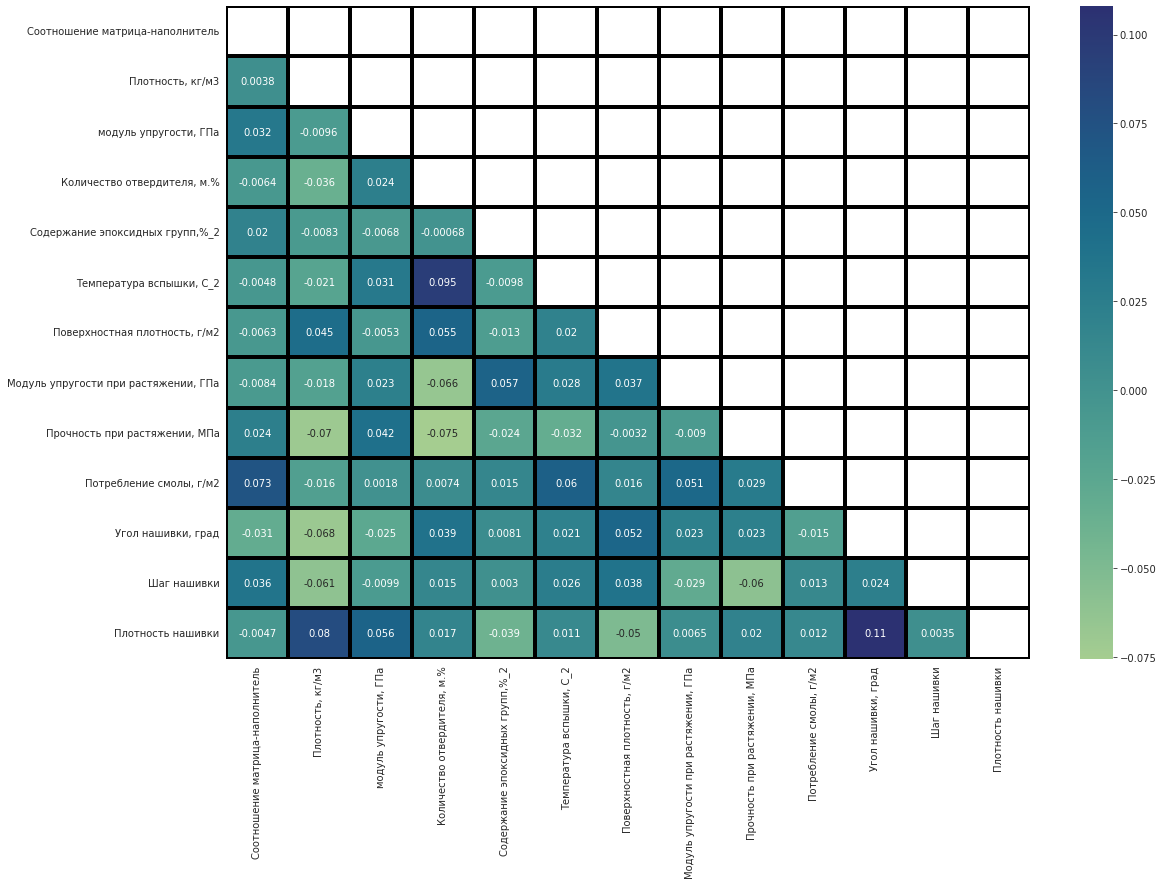 Соотношение матрица-наполнитель
Плотность, кг/м3
0.0038
модуль упругости, ГПа
0.032 -0.0096
Количество отвердителя, м.%
-0.0064 -0.036 0.024
Содержание эпоксидных групп,%_2
0.02 -0.0083 -0.0068 -0.00068
Температура вспышки, С_2
-0.0048 -0.021 0.031 0.095 -0.0098
Поверхностная плотность, г/м2
-0.0063 0.045 -0.0053 0.055 -0.013 0.02
Модуль упругости при растяжении, ГПа
-0.0084 -0.018 0.023 -0.066 0.057 0.028 0.037
Прочность при растяжении, МПа
0.024 -0.07 0.042 -0.075 -0.024 -0.032 -0.0032 -0.009
Потребление смолы, г/м2
0.073 -0.016 0.0018 0.0074 0.015 0.06 0.016 0.051 0.029
Угол нашивки, град
-0.031 -0.068 -0.025 0.039 0.0081 0.021 0.052 0.023 0.023 -0.015
Шаг нашивки
0.036 -0.061 -0.0099 0.015 0.003 0.026 0.038 -0.029 -0.06 0.013 0.024
Плотность нашивки
-0.0047 0.08 0.056 0.017 -0.039 0.011 -0.05 0.0065 0.02 0.012 0.11 0.0035
Соотношение матрица-наполнитель
Плотность, кг/м3
модуль упругости, ГПа
Количество отвердителя, м.%
Содержание эпоксидных групп,%_2
Температура вспышки, С_2
Поверхностная плотность, г/м2
Модуль упругости при растяжении, ГПа
Прочность при растяжении, МПа
Потребление смолы, г/м2
Угол нашивки, град
Шаг нашивки
Плотность нашивки
0.100
0.075
0.050
0.025
0.000
−0.025
−0.050
−0.075